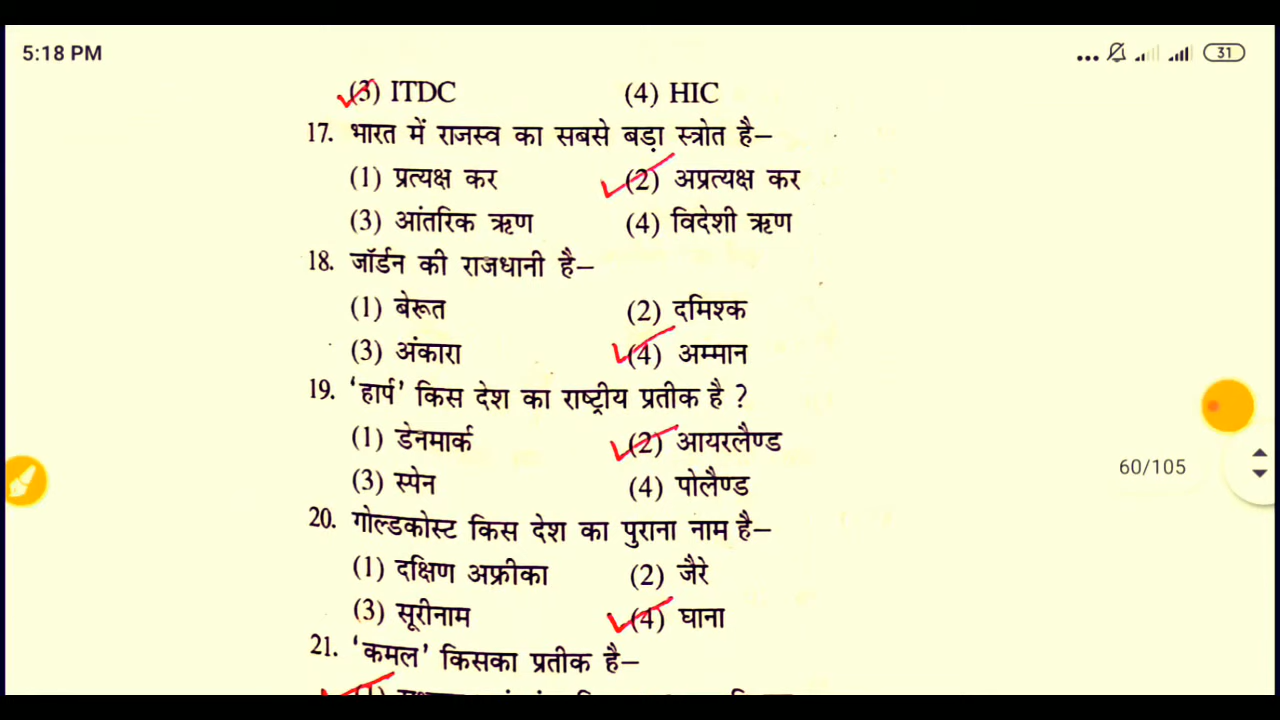 5:18 PM
... 31
(3) ITDC (4) HIC
17. भारत में राजस्व का सबसे बड़ा स्त्रोत है–
(1) प्रत्यक्ष कर (2) अप्रत्यक्ष कर
(3) आंतरिक ऋण (4) विदेशी ऋण
18. जॉर्डन की राजधानी है–
(1) बेरूत (2) दमिश्क
(3) अंकारा (4) अम्मान
19. ‘हार्प’ किस देश का राष्ट्रीय प्रतीक है ?
(1) डेनमार्क (2) आयरलैण्ड
(3) स्पेन (4) पोलैण्ड
60/105
20. गोल्डकोस्ट किस देश का पुराना नाम है–
(1) दक्षिण अफ्रीका (2) जैरे
(3) सूरीनाम (4) घाना
21. ‘कमल’ किसका प्रतीक है–
(1)